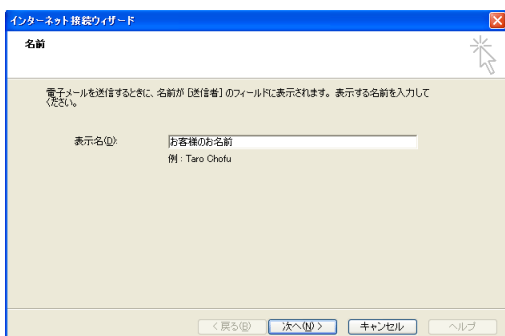 インターネット接続ウィザード
名前
電子メールを送信するときに、名前が [送信者] のフィールドに表示されます。表示する名前を入力して
ください。
表示名(D): お客様のお名前
例 : Taro Chofu
< 戻る(B) 次へ(N) > キャンセル ヘルプ